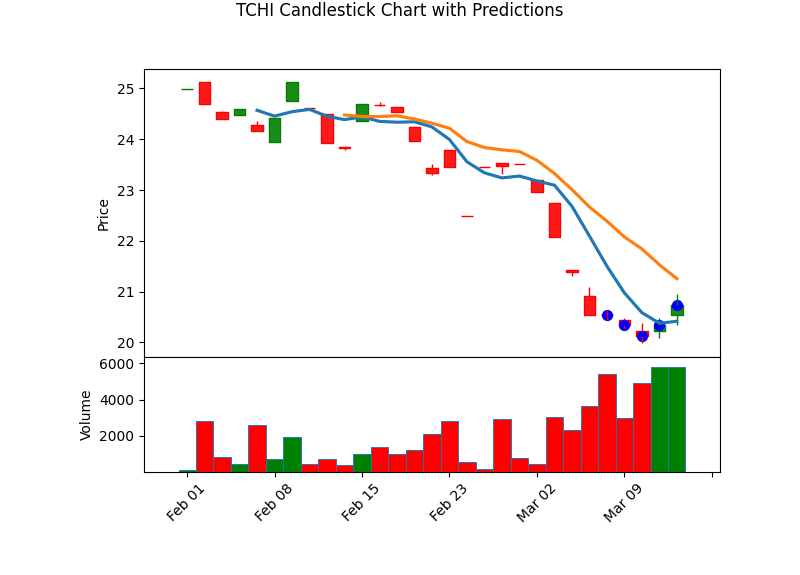 TCHI Candlestick Chart with Predictions
25
24
23
22
21
20
Price
6000
4000
2000
Volume
Feb 01
Feb 08
Feb 15
Feb 23
Mar 02
Mar 09